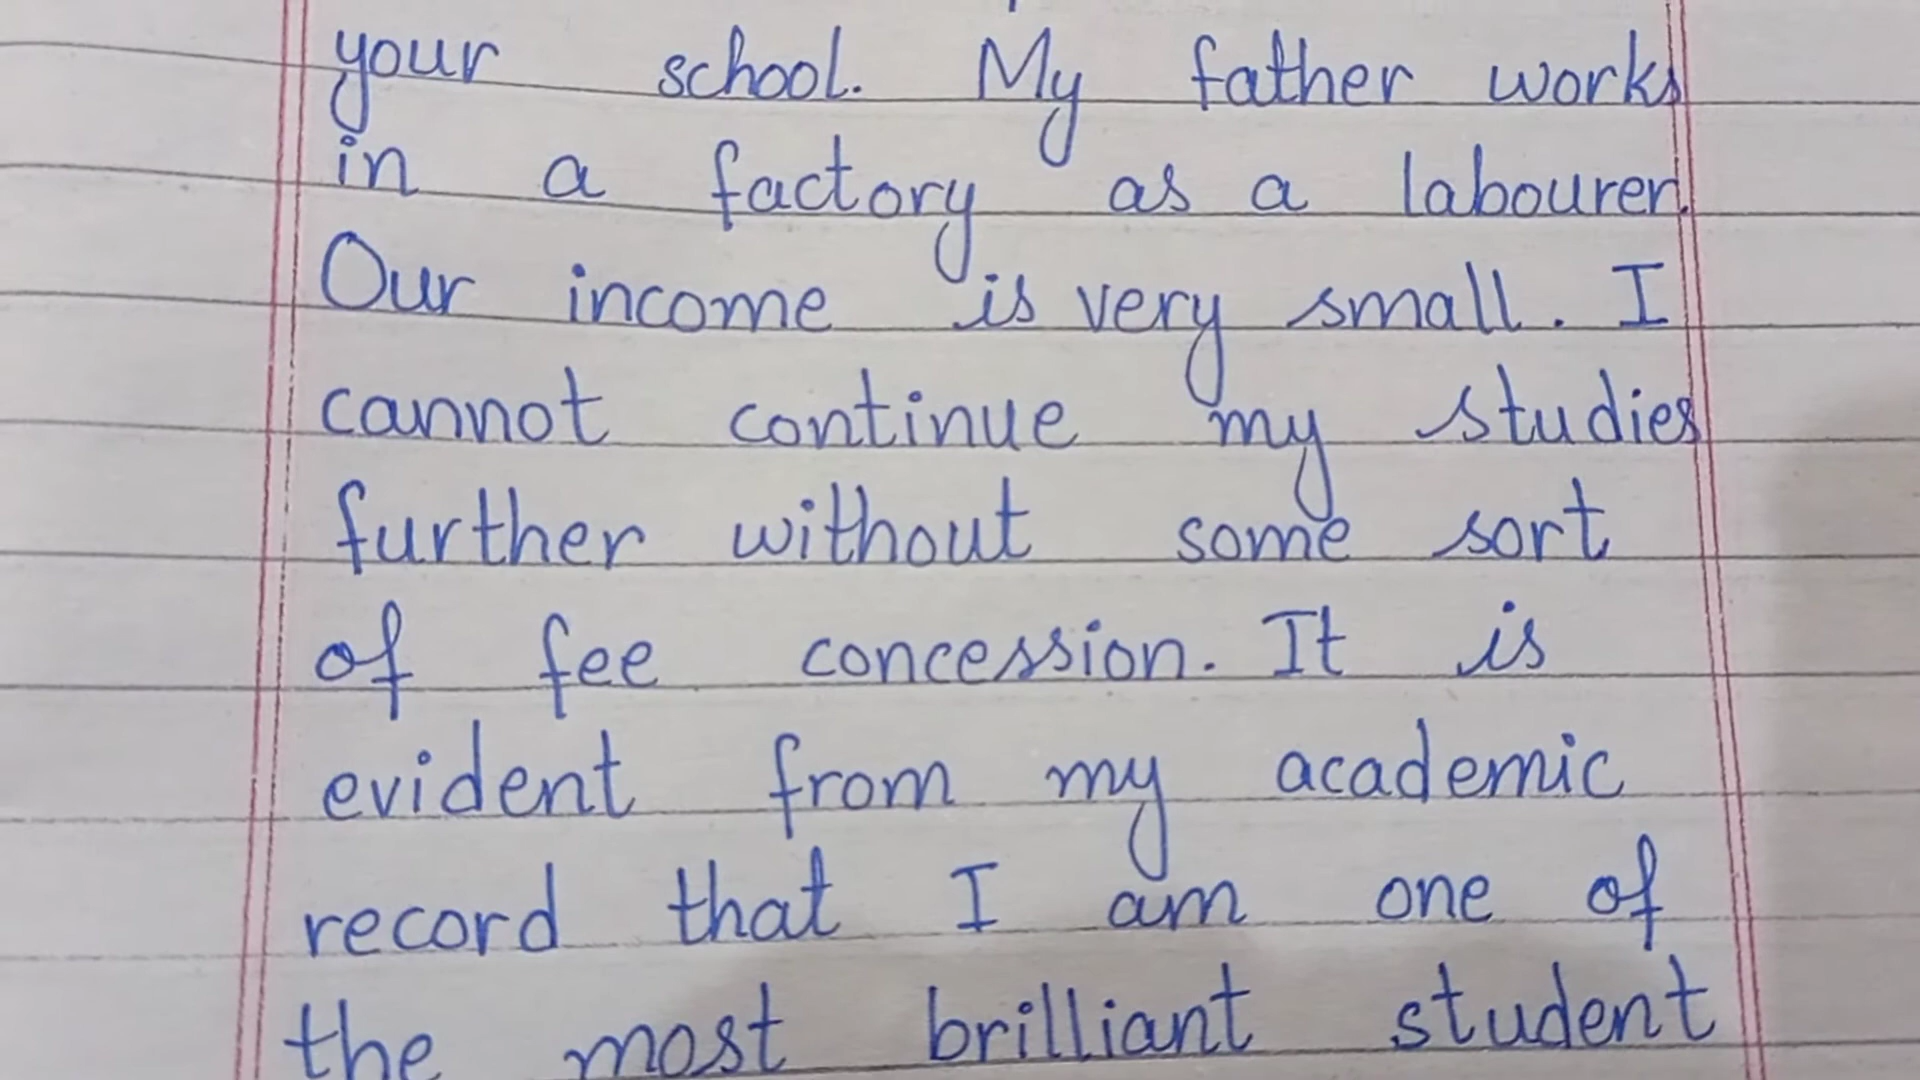 your school. My father works
in a factory as a labourer.
Our income is very small. I
cannot continue my studies
further without some sort
of fee concession. It is
evident from my academic
record that I am one of
the most brilliant student